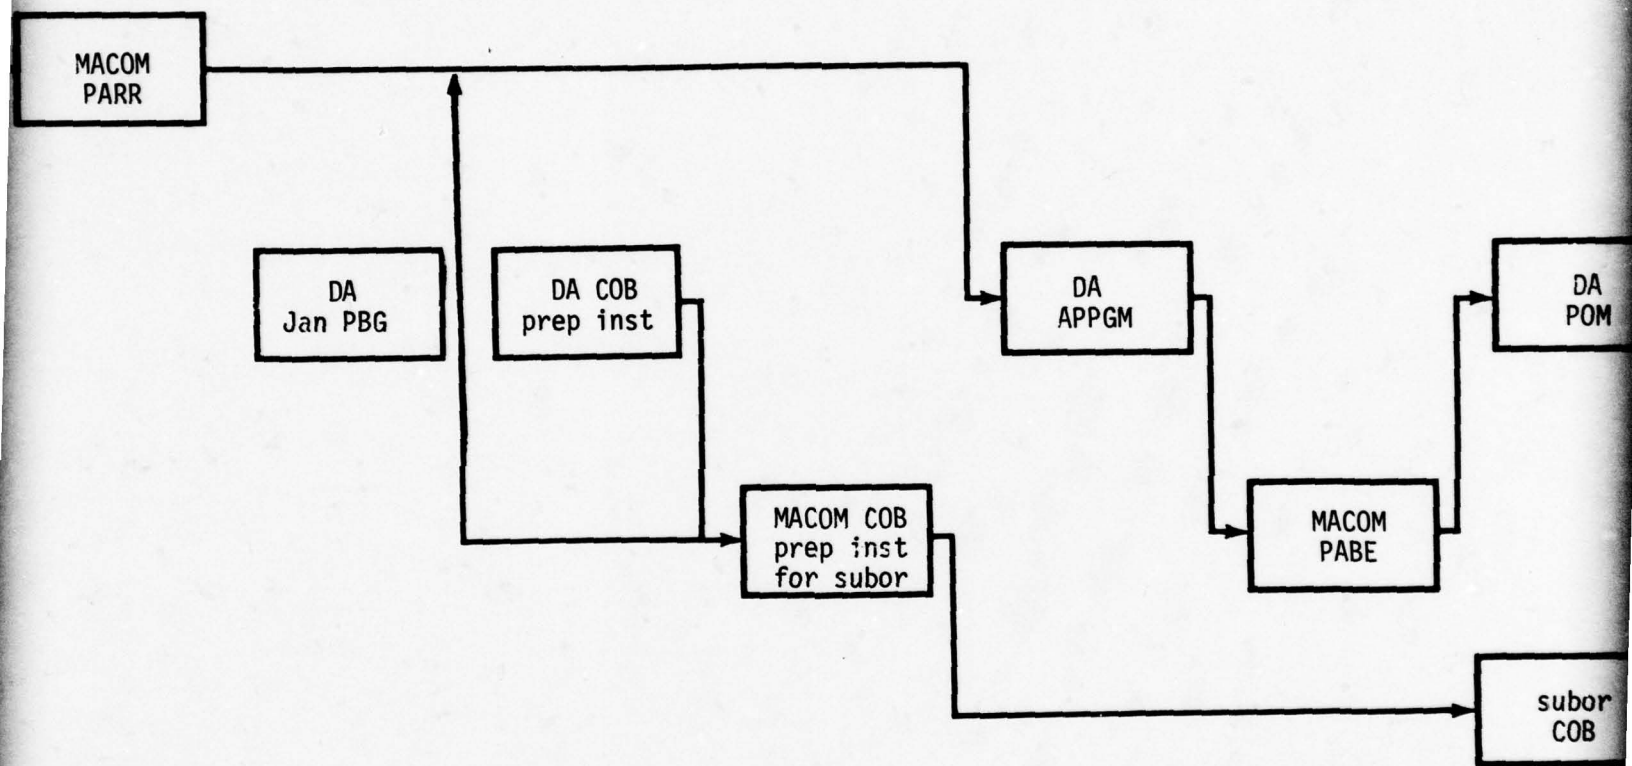 MACOM
PARR
DA
Jan PBG
DA COB
prep inst
DA
APPGM
DA
POM
MACOM COB
prep inst
for subor
MACOM
PABE
subor
COB